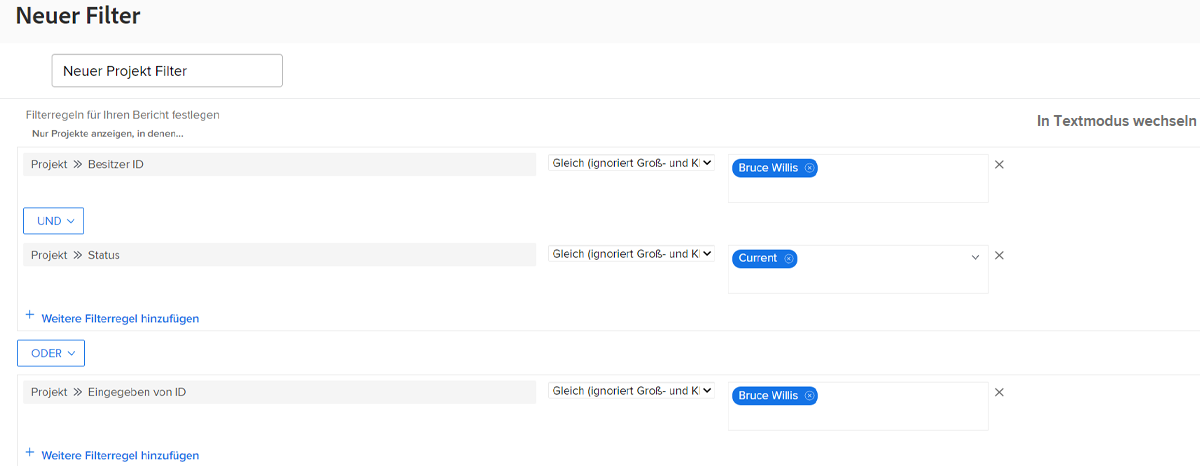 Neuer Filter
Neuer Projekt Filter
Filterregeln für Ihren Bericht festlegen
In Textmodus wechseln
Nur Projekte anzeigen, in denen...
Projekt » Besitzer ID Gleich (ignoriert Groß- und K Bruce Willis
UND
Projekt » Status Gleich (ignoriert Groß- und K Current
+ Weitere Filterregel hinzufügen
ODER
Projekt » Eingegeben von ID Gleich (ignoriert Groß- und K Bruce Willis
+ Weitere Filterregel hinzufügen